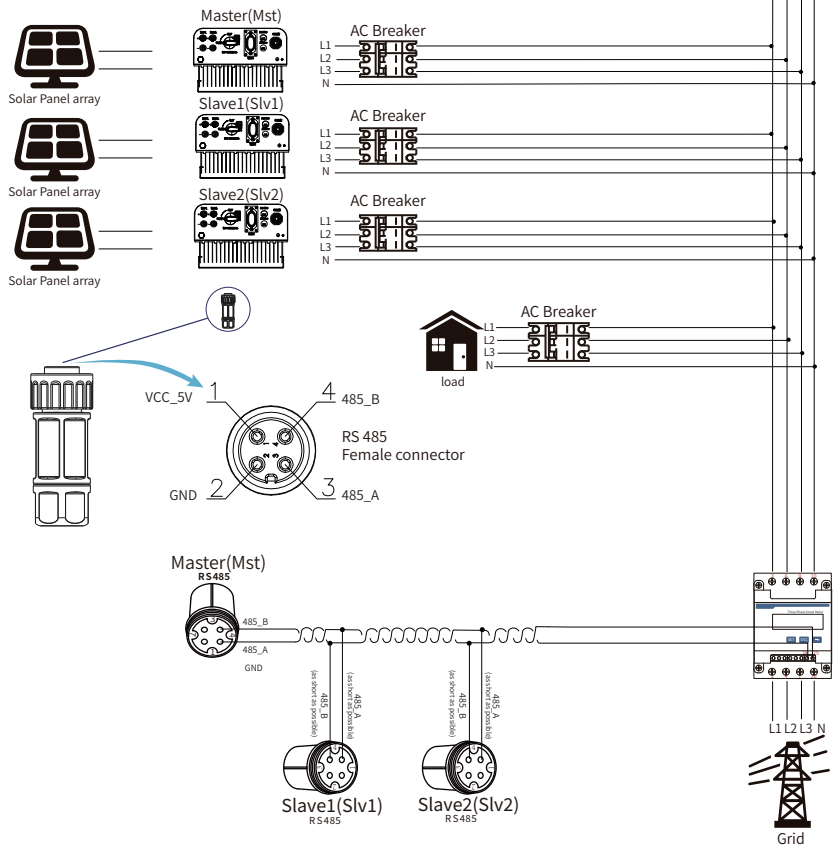 Master(Mst)
AC Breaker
L1
L2
L3
N
Solar Panel array
Slave1(Slv1)
AC Breaker
L1
L2
L3
N
Solar Panel array
Slave2(Slv2)
AC Breaker
L1
L2
L3
N
Solar Panel array
AC Breaker
L1
L2
L3
N
load
VCC_5V
1
4
485_B
RS 485
Female connector
GND
2
3
485_A
1
4
2
3
Master(Mst)
RS485
485_B
485_A
GND
485_B
(as short as possible)
485_A
(as short as possible)
485_B
(as short as possible)
485_A
(as short as possible)
Slave1(Slv1)
RS485
Slave2(Slv2)
RS485
L1 L2 L3 N
Grid